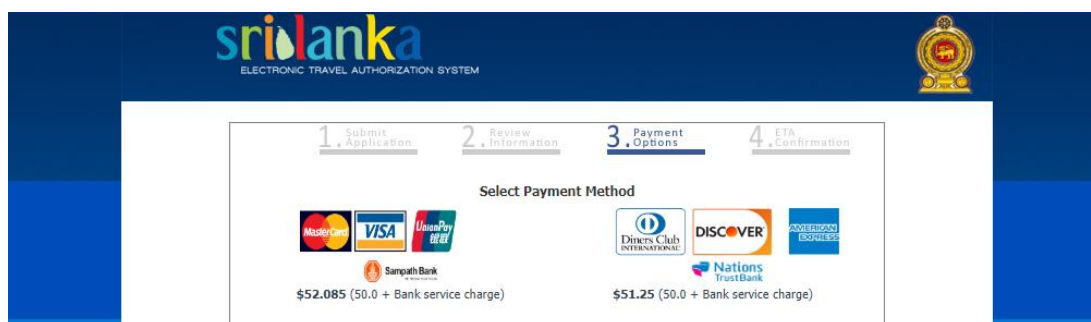 srilanka
ELECTRONIC TRAVEL AUTHORIZATION SYSTEM
1. Submit Application
2. Review Information
3. Payment Options
4. ETA Confirmation
Select Payment Method
MasterCard VISA UnionPay 银联
Sampath Bank
$52.085 (50.0 + Bank service charge)
Diners Club INTERNATIONAL DISCOVER AMERICAN EXPRESS
Nations TrustBank
$51.25 (50.0 + Bank service charge)